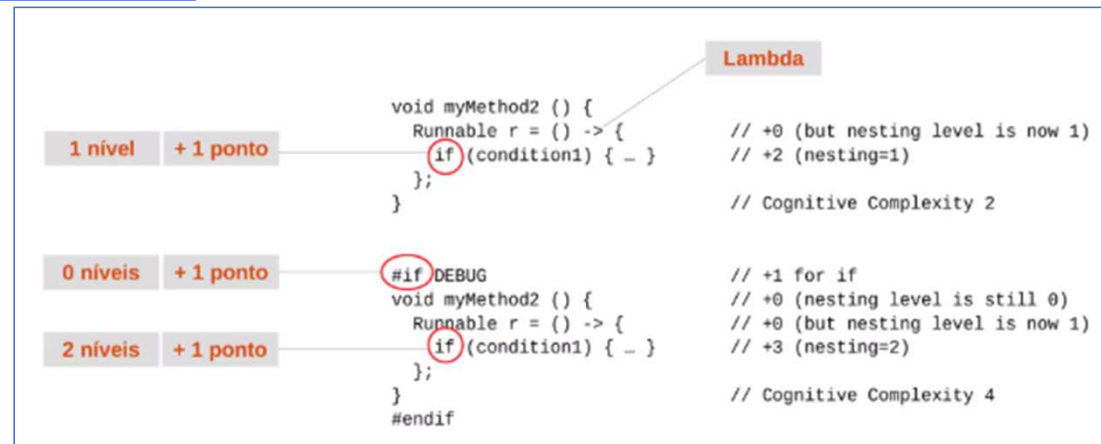 Lambda
void myMethod2 () {
Runnable r = () -> { // +0 (but nesting level is now 1)
1 nível + 1 ponto if (condition1) { … } // +2 (nesting=1)
};
} // Cognitive Complexity 2
0 níveis + 1 ponto #if DEBUG // +1 for if
void myMethod2 () { // +0 (nesting level is still 0)
Runnable r = () -> { // +0 (but nesting level is now 1)
2 níveis + 1 ponto if (condition1) { … } // +3 (nesting=2)
};
} // Cognitive Complexity 4
#endif